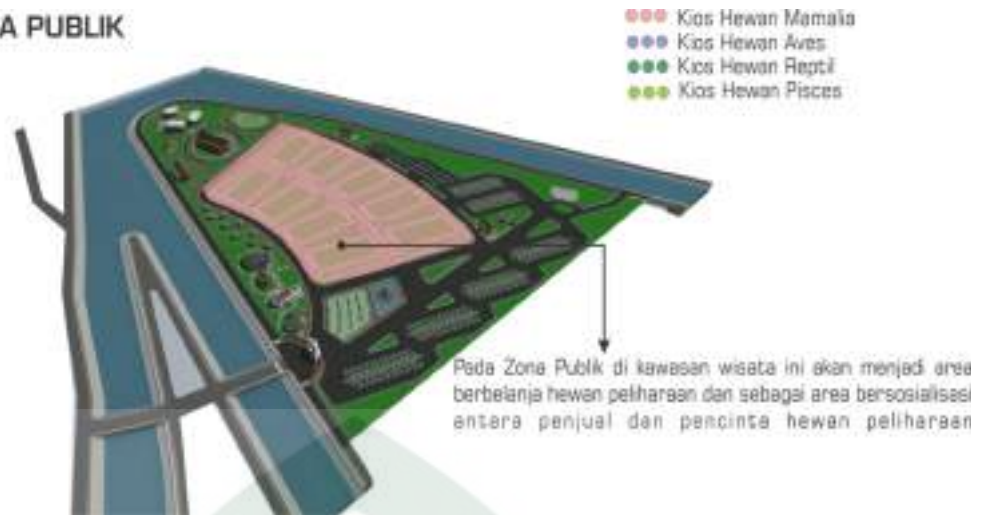 A PUBLIK
Kios Hewan Mamalia
Kios Hewan Aves
Kios Hewan Reptil
Kios Hewan Pisces
Pada Zona Publik di kawasan wisata ini akan menjadi area
berbelanja hewan peliharaan dan sebagai area bersosialisasi
antara penjual dan pencinta hewan peliharaan